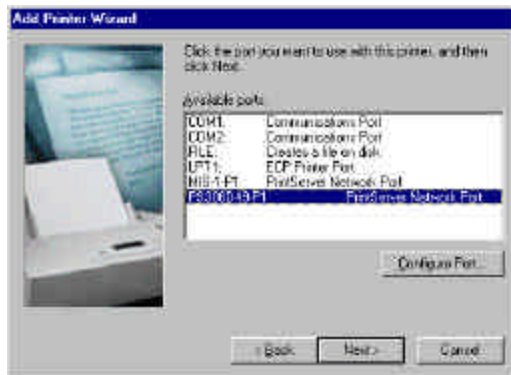 Add Printer Wizard
Click the port you want to use with this printer, and then
click Next.
Available ports:
COM1: Communications Port
COM2: Communications Port
FILE: Creates a file on disk
LPT1: ECP Printer Port
PrintServer Network Port
PrintServer Network Port
Configure Port...
< Back
Next >
Cancel